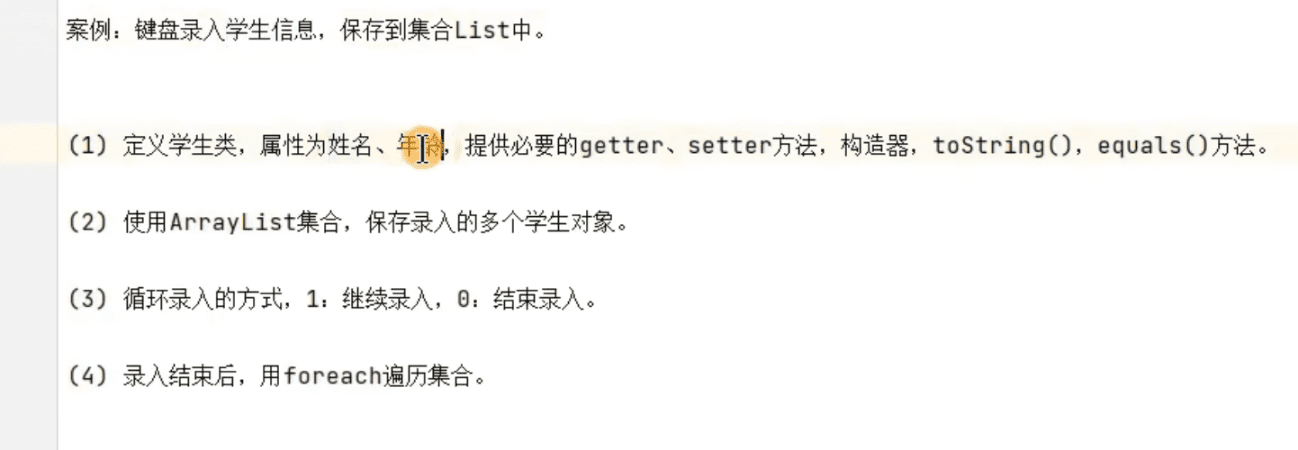 案例：键盘录入学生信息，保存到集合List中。
(1) 定义学生类，属性为姓名、年龄，提供必要的getter、setter方法，构造器，toString()，equals()方法。
(2) 使用ArrayList集合，保存录入的多个学生对象。
(3) 循环录入的方式，1：继续录入，0：结束录入。
(4) 录入结束后，用foreach遍历集合。